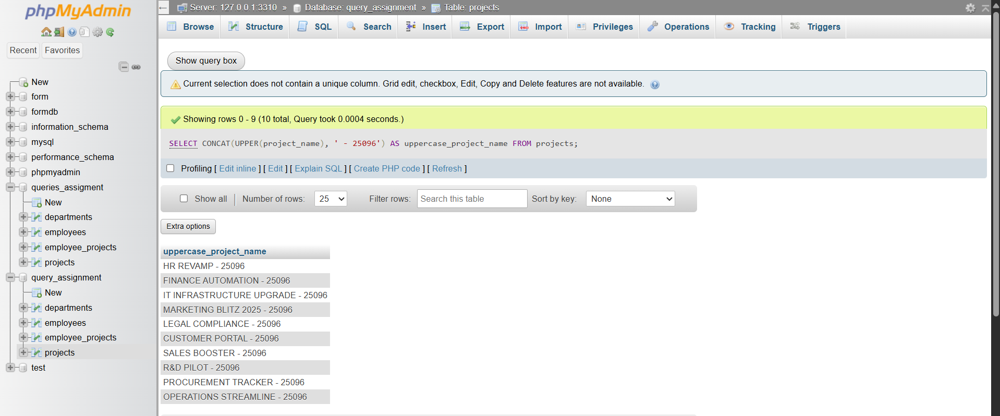 phpMyAdmin
Recent Favorites
New
form
formdb
information_schema
mysql
performance_schema
phpmyadmin
queries_assigment
New
departments
employees
employee_projects
projects
query_assignment
New
departments
employees
employee_projects
projects
test
Server: 127.0.0.1:3310 » Database: query_assignment » Table: projects
Browse Structure SQL Search Insert Export Import Privileges Operations Tracking Triggers
Show query box
Current selection does not contain a unique column. Grid edit, checkbox, Edit, Copy and Delete features are not available.
Showing rows 0 - 9 (10 total, Query took 0.0004 seconds.)
SELECT CONCAT(UPPER(project_name), ' - 25096') AS uppercase_project_name FROM projects;
Profiling [ Edit inline ] [ Edit ] [ Explain SQL ] [ Create PHP code ] [ Refresh ]
Show all | Number of rows: 25 Filter rows: Search this table Sort by key: None
Extra options
uppercase_project_name
HR REVAMP - 25096
FINANCE AUTOMATION - 25096
IT INFRASTRUCTURE UPGRADE - 25096
MARKETING BLITZ 2025 - 25096
LEGAL COMPLIANCE - 25096
CUSTOMER PORTAL - 25096
SALES BOOSTER - 25096
R&D PILOT - 25096
PROCUREMENT TRACKER - 25096
OPERATIONS STREAMLINE - 25096